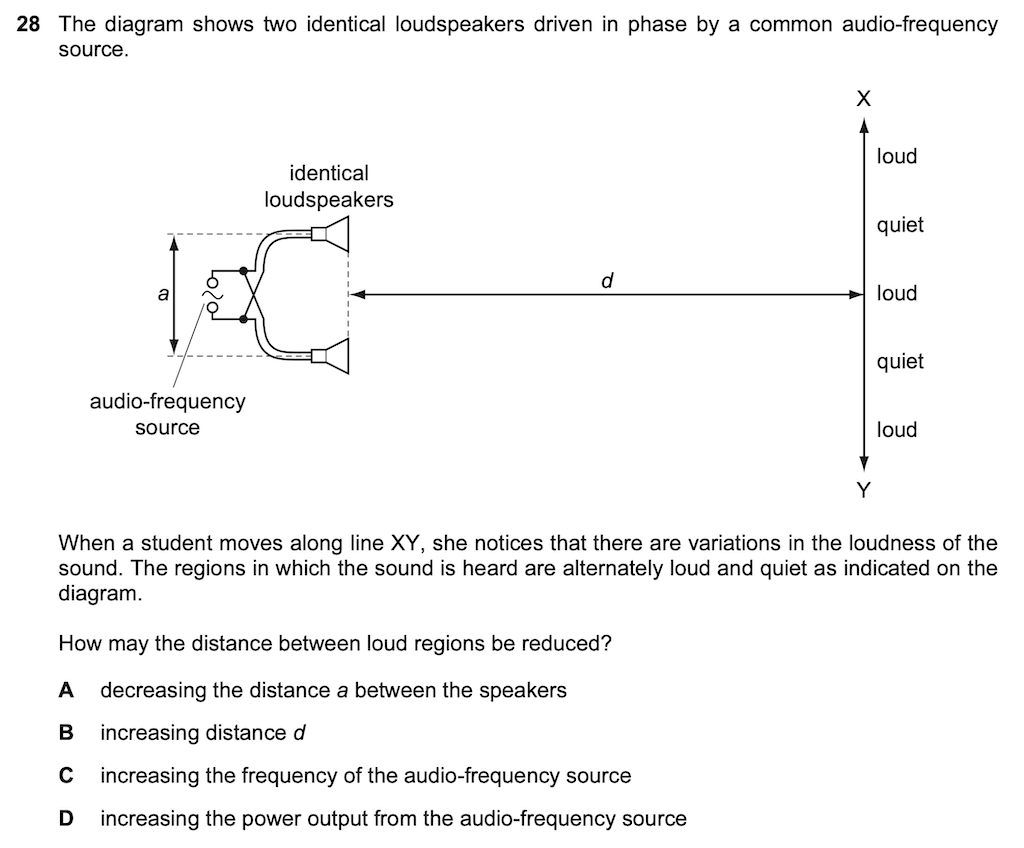 28 The diagram shows two identical loudspeakers driven in phase by a common audio-frequency
source.
X
loud
identical
loudspeakers
quiet
d
a
loud
quiet
audio-frequency
source
loud
Y
When a student moves along line XY, she notices that there are variations in the loudness of the
sound. The regions in which the sound is heard are alternately loud and quiet as indicated on the
diagram.
How may the distance between loud regions be reduced?
A decreasing the distance a between the speakers
B increasing distance d
C increasing the frequency of the audio-frequency source
D increasing the power output from the audio-frequency source